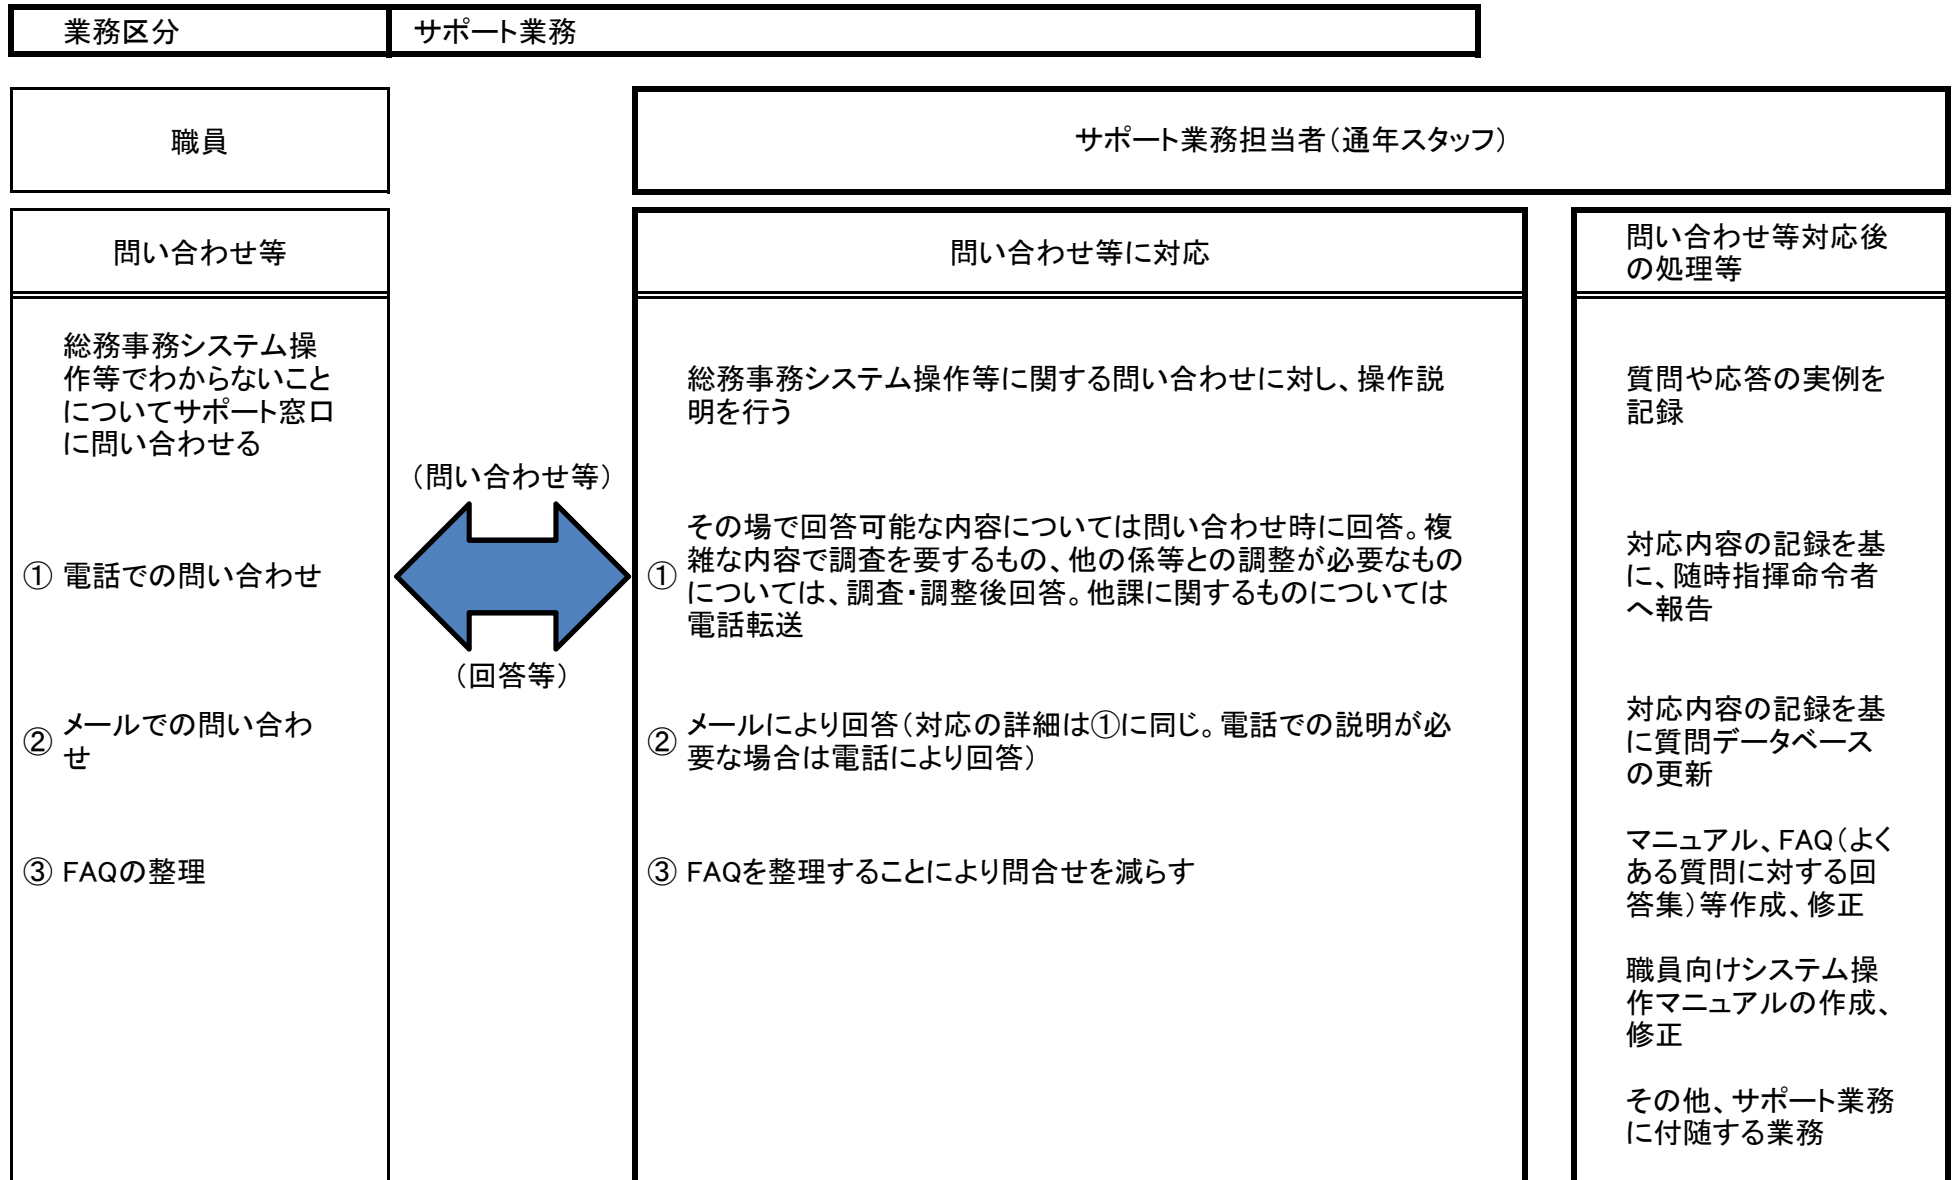 業務区分
サポート業務
職員
サポート業務担当者（通年スタッフ）
問い合わせ等
総務事務システム操
作等でわからないこと
についてサポート窓口
に問い合わせる
① 電話での問い合わせ
② メールでの問い合わ
せ
③ FAQの整理
（問い合わせ等）
（回答等）
問い合わせ等に対応
総務事務システム操作等に関する問い合わせに対し、操作説
明を行う
① その場で回答可能な内容については問い合わせ時に回答。複
雑な内容で調査を要するもの、他の係等との調整が必要なもの
については、調査・調整後回答。他課に関するものについては
電話転送
② メールにより回答（対応の詳細は①に同じ。電話での説明が必
要な場合は電話により回答）
③ FAQを整理することにより問合せを減らす
問い合わせ等対応後
の処理等
質問や応答の実例を
記録
対応内容の記録を基
に、随時指揮命令者
へ報告
対応内容の記録を基
に質問データベース
の更新
マニュアル、FAQ（よく
ある質問に対する回
答集）等作成、修正
職員向けシステム操
作マニュアルの作成、
修正
その他、サポート業務
に付随する業務